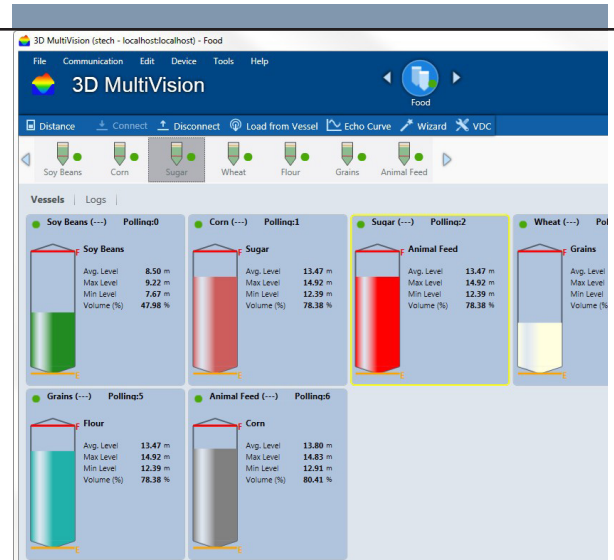 3D MultiVision (stech - localhost:localhost) - Food
File Communication Edit Device Tools Help
3D MultiVision
Food
Distance Connect Disconnect Load from Vessel Echo Curve Wizard VDC
Soy Beans Corn Sugar Wheat Flour Grains Animal Feed
Vessels | Logs |
Soy Beans (---) Polling:0
F Soy Beans
Avg. Level 8.50 m
Max Level 9.22 m
Min Level 7.67 m
Volume (%) 47.98 %
E
Corn (---) Polling:1
F Sugar
Avg. Level 13.47 m
Max Level 14.92 m
Min Level 12.39 m
Volume (%) 78.38 %
E
Sugar (---) Polling:2
F Animal Feed
Avg. Level 13.47 m
Max Level 14.92 m
Min Level 12.39 m
Volume (%) 78.38 %
E
Wheat (---) Pol
F Grains
Avg. Level
Max Level
Min Level
Volume (%)
E
Grains (---) Polling:5
F Flour
Avg. Level 13.47 m
Max Level 14.92 m
Min Level 12.39 m
Volume (%) 78.38 %
E
Animal Feed (---) Polling:6
F Corn
Avg. Level 13.80 m
Max Level 14.83 m
Min Level 12.91 m
Volume (%) 80.41 %
E